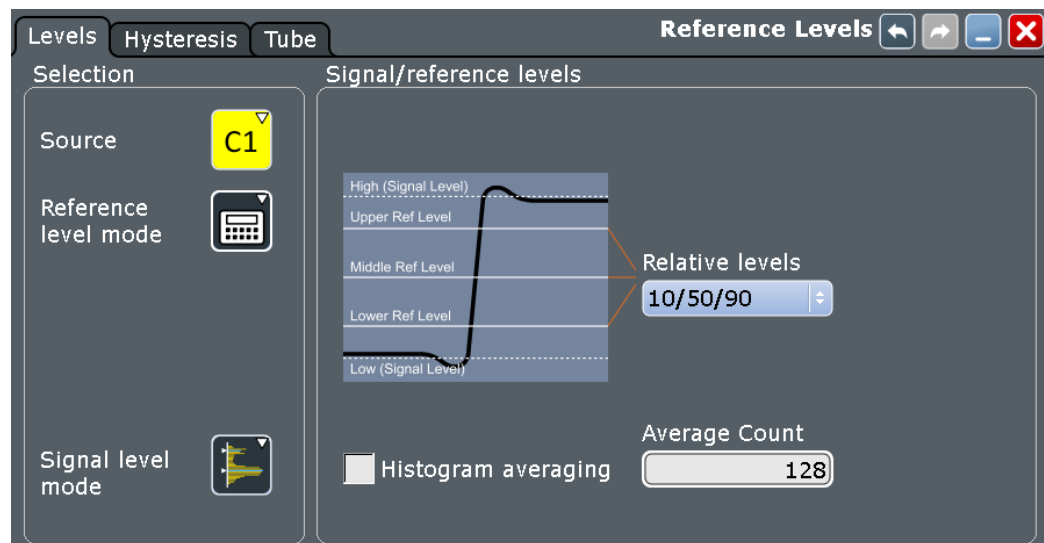 Levels Hysteresis Tube Reference Levels
Selection
Signal/reference levels
Source
C1
Reference
level mode
High (Signal Level)
Upper Ref Level
Middle Ref Level
Lower Ref Level
Low (Signal Level)
Relative levels
10/50/90
Signal level
mode
Histogram averaging
Average Count
128